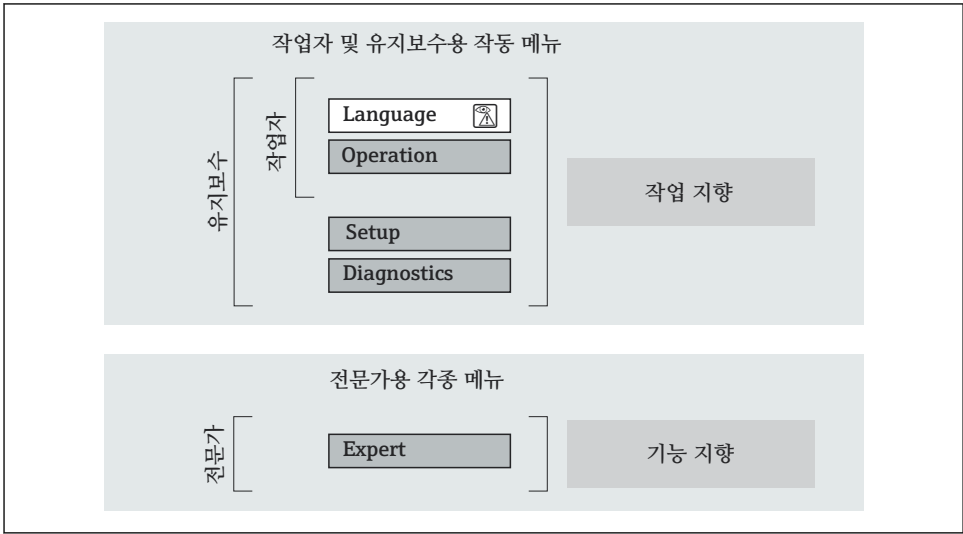 작업자 및 유지보수용 작동 메뉴
유지보수
작업자
Language
Operation
Setup
Diagnostics
작업 지향
전문가용 각종 메뉴
전문가
Expert
기능 지향